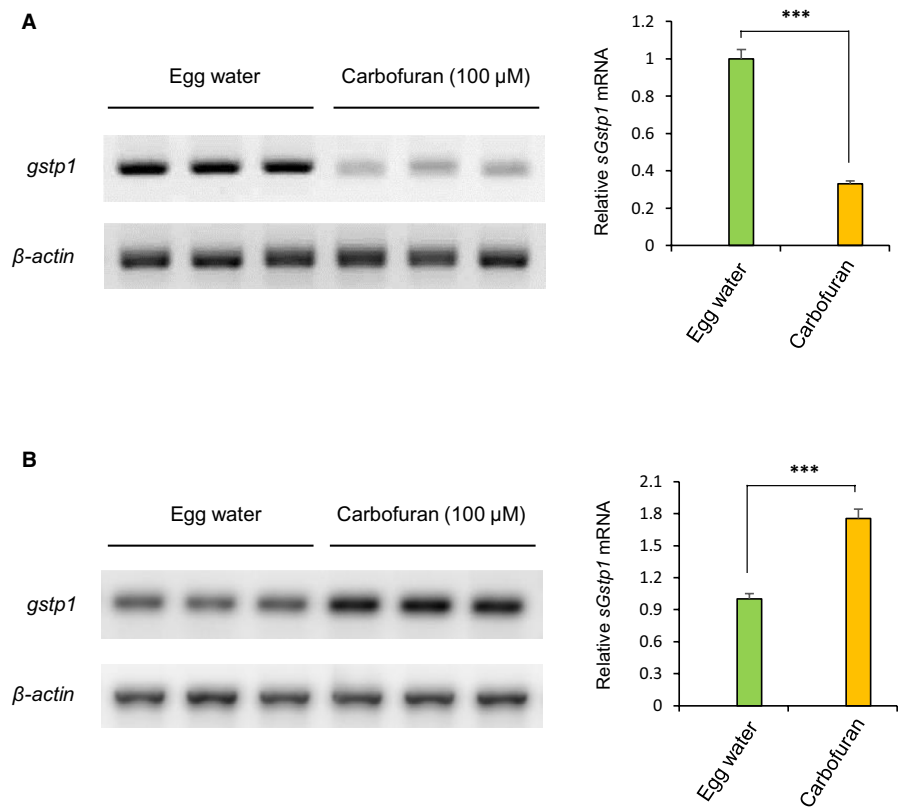 A
Egg water
Carbofuran (100 µM)
gstp1
β-actin
Relative sGstp1 mRNA
1.2
1
0.8
0.6
0.4
0.2
0
***
Egg water
Carbofuran
B
Egg water
Carbofuran (100 µM)
gstp1
β-actin
Relative sGstp1 mRNA
2.1
1.8
1.5
1.2
0.9
0.6
0.3
0
***
Egg water
Carbofuran